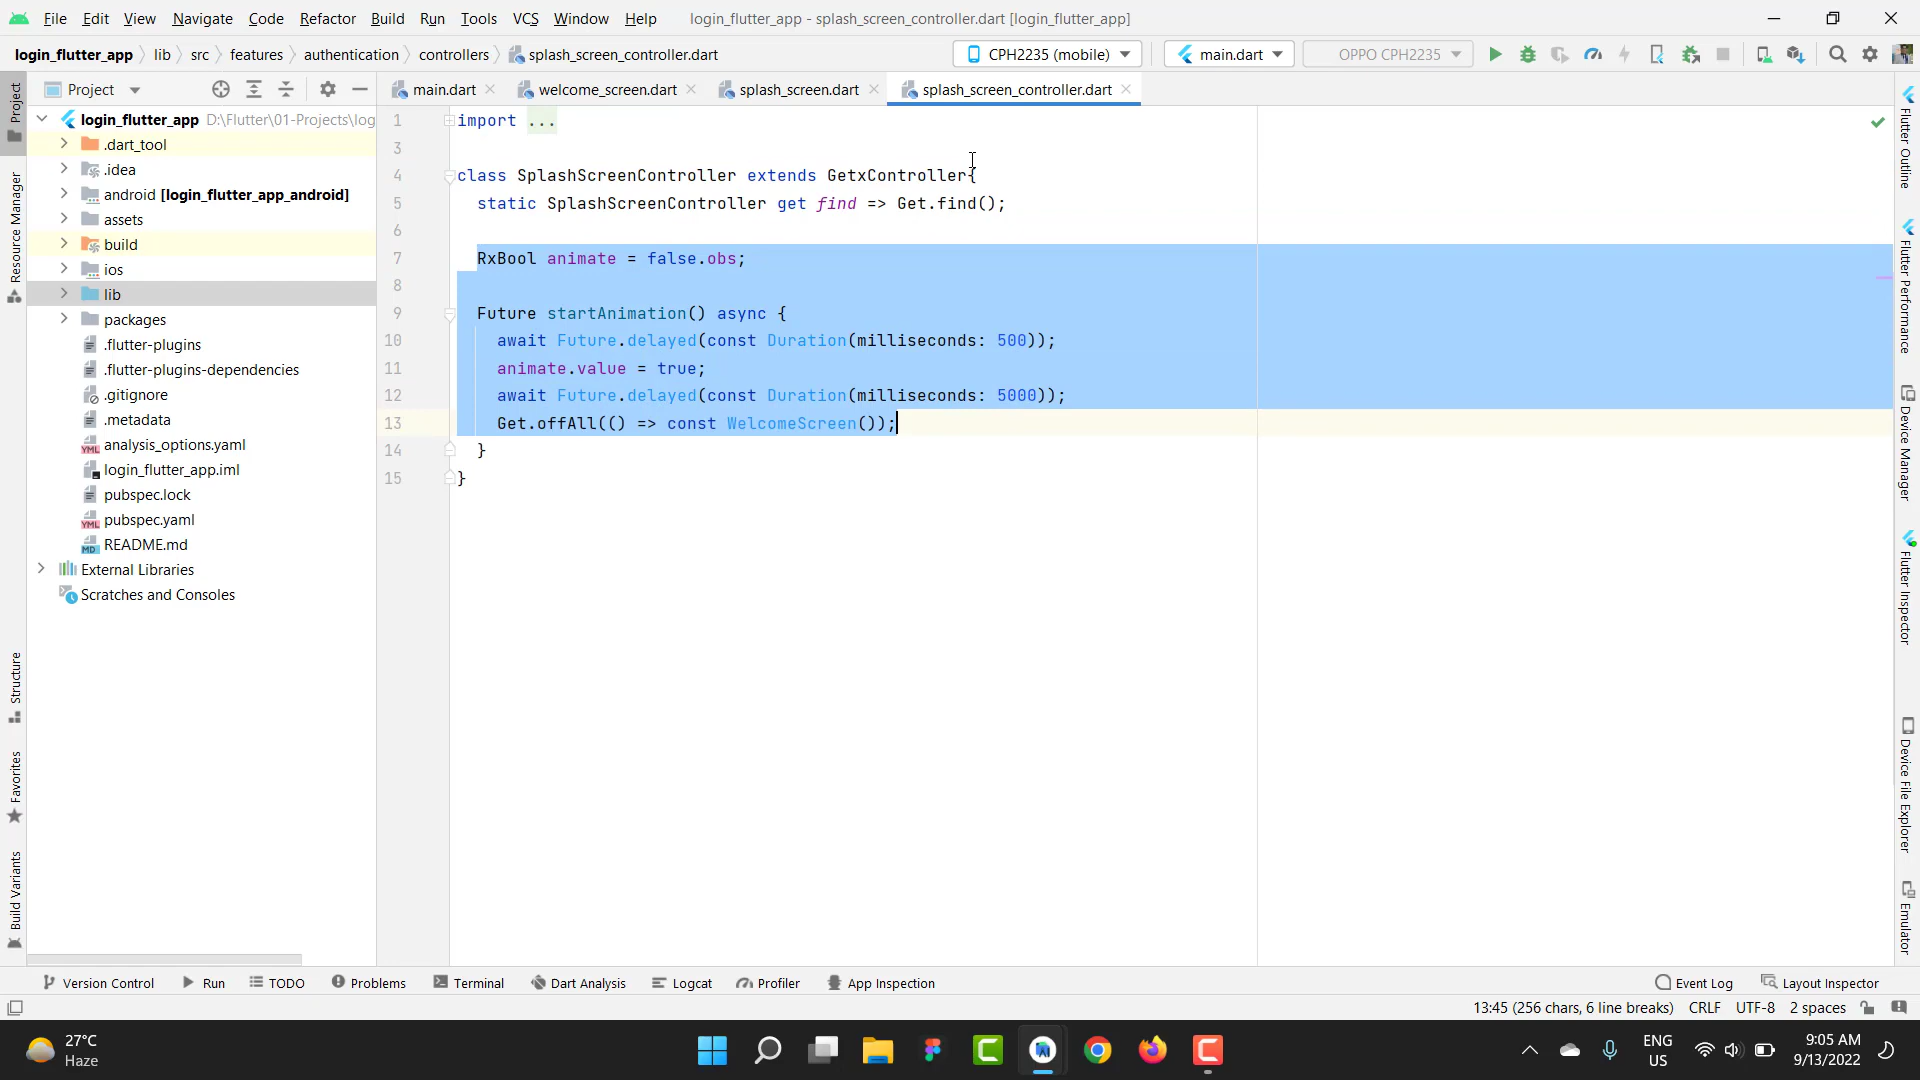 File Edit View Navigate Code Refactor Build Run Tools VCS Window Help login_flutter_app - splash_screen_controller.dart [login_flutter_app]
login_flutter_app lib src features authentication controllers splash_screen_controller.dart CPH2235 (mobile) main.dart OPPO CPH2235
Project main.dart welcome_screen.dart splash_screen.dart splash_screen_controller.dart
login_flutter_app D:\Flutter\01-Projects\log
.dart_tool
.idea
android [login_flutter_app_android]
assets
build
ios
lib
packages
.flutter-plugins
.flutter-plugins-dependencies
.gitignore
.metadata
analysis_options.yaml
login_flutter_app.iml
pubspec.lock
pubspec.yaml
README.md
External Libraries
Scratches and Consoles
1 import ...
3
4 class SplashScreenController extends GetxController{
5 static SplashScreenController get find => Get.find();
6
7 RxBool animate = false.obs;
8
9 Future startAnimation() async {
10 await Future.delayed(const Duration(milliseconds: 500));
11 animate.value = true;
12 await Future.delayed(const Duration(milliseconds: 5000));
13 Get.offAll(() => const WelcomeScreen());
14 }
15 }
Project
Resource Manager
Structure
Favorites
Build Variants
Flutter Outline
Flutter Performance
Device Manager
Flutter Inspector
Device File Explorer
Emulator
Version Control Run TODO Problems Terminal Dart Analysis Logcat Profiler App Inspection Event Log Layout Inspector
13:45 (256 chars, 6 line breaks) CRLF UTF-8 2 spaces
27°C
Haze
ENG
US
9:05 AM
9/13/2022